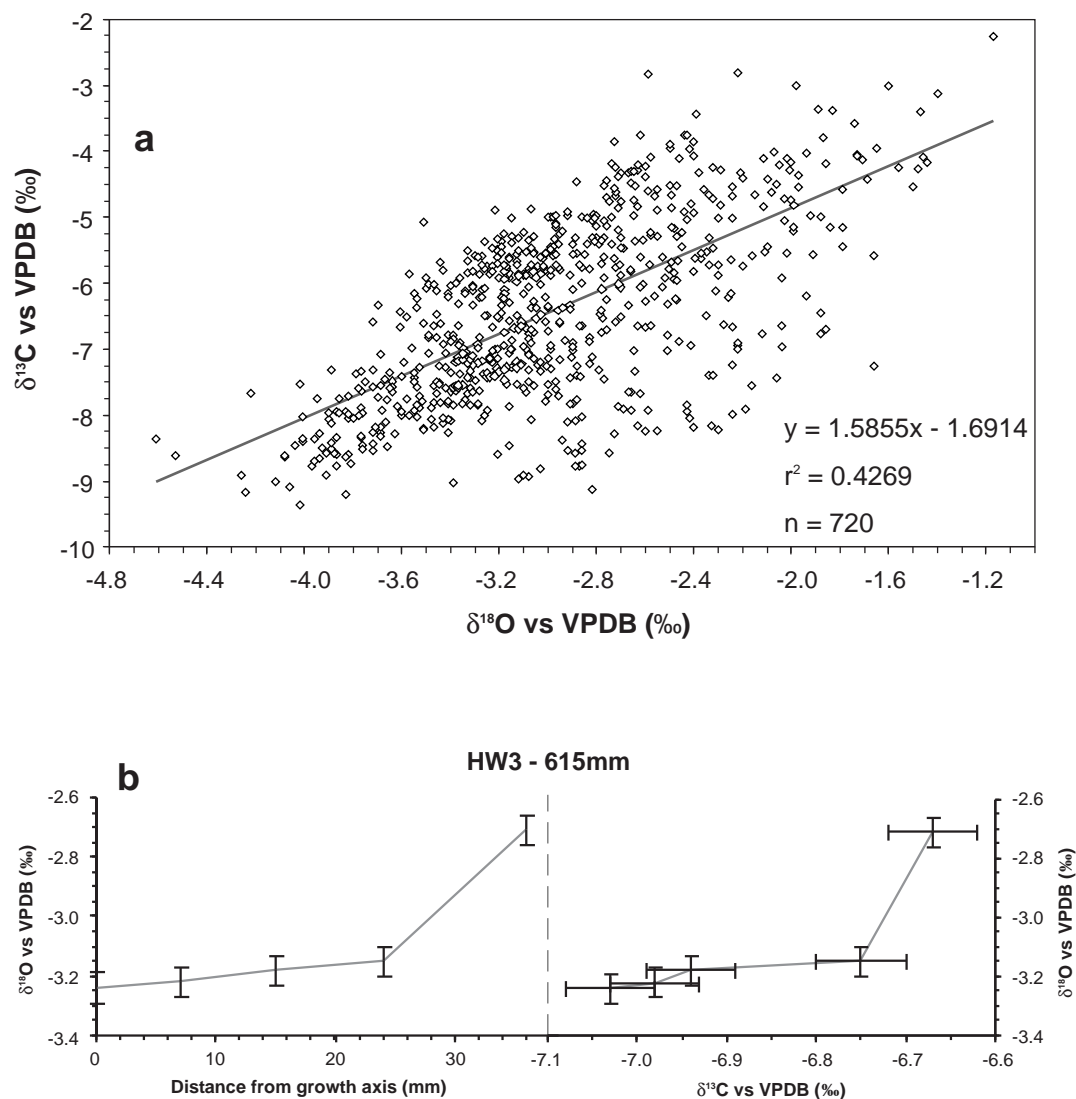 a
δ¹³C vs VPDB (‰)
-2
-3
-4
-5
-6
-7
-8
-9
-10
y = 1.5855x - 1.6914
r² = 0.4269
n = 720
-4.8 -4.4 -4.0 -3.6 -3.2 -2.8 -2.4 -2.0 -1.6 -1.2
δ¹⁸O vs VPDB (‰)
HW3 - 615mm
b
δ¹⁸O vs VPDB (‰)
-2.6
-2.8
-3.0
-3.2
-3.4
0 10 20 30
Distance from growth axis (mm)
-7.1 -7.0 -6.9 -6.8 -6.7 -6.6
δ¹³C vs VPDB (‰)
-2.6
-2.8
-3.0
-3.2
-3.4
δ¹⁸O vs VPDB (‰)